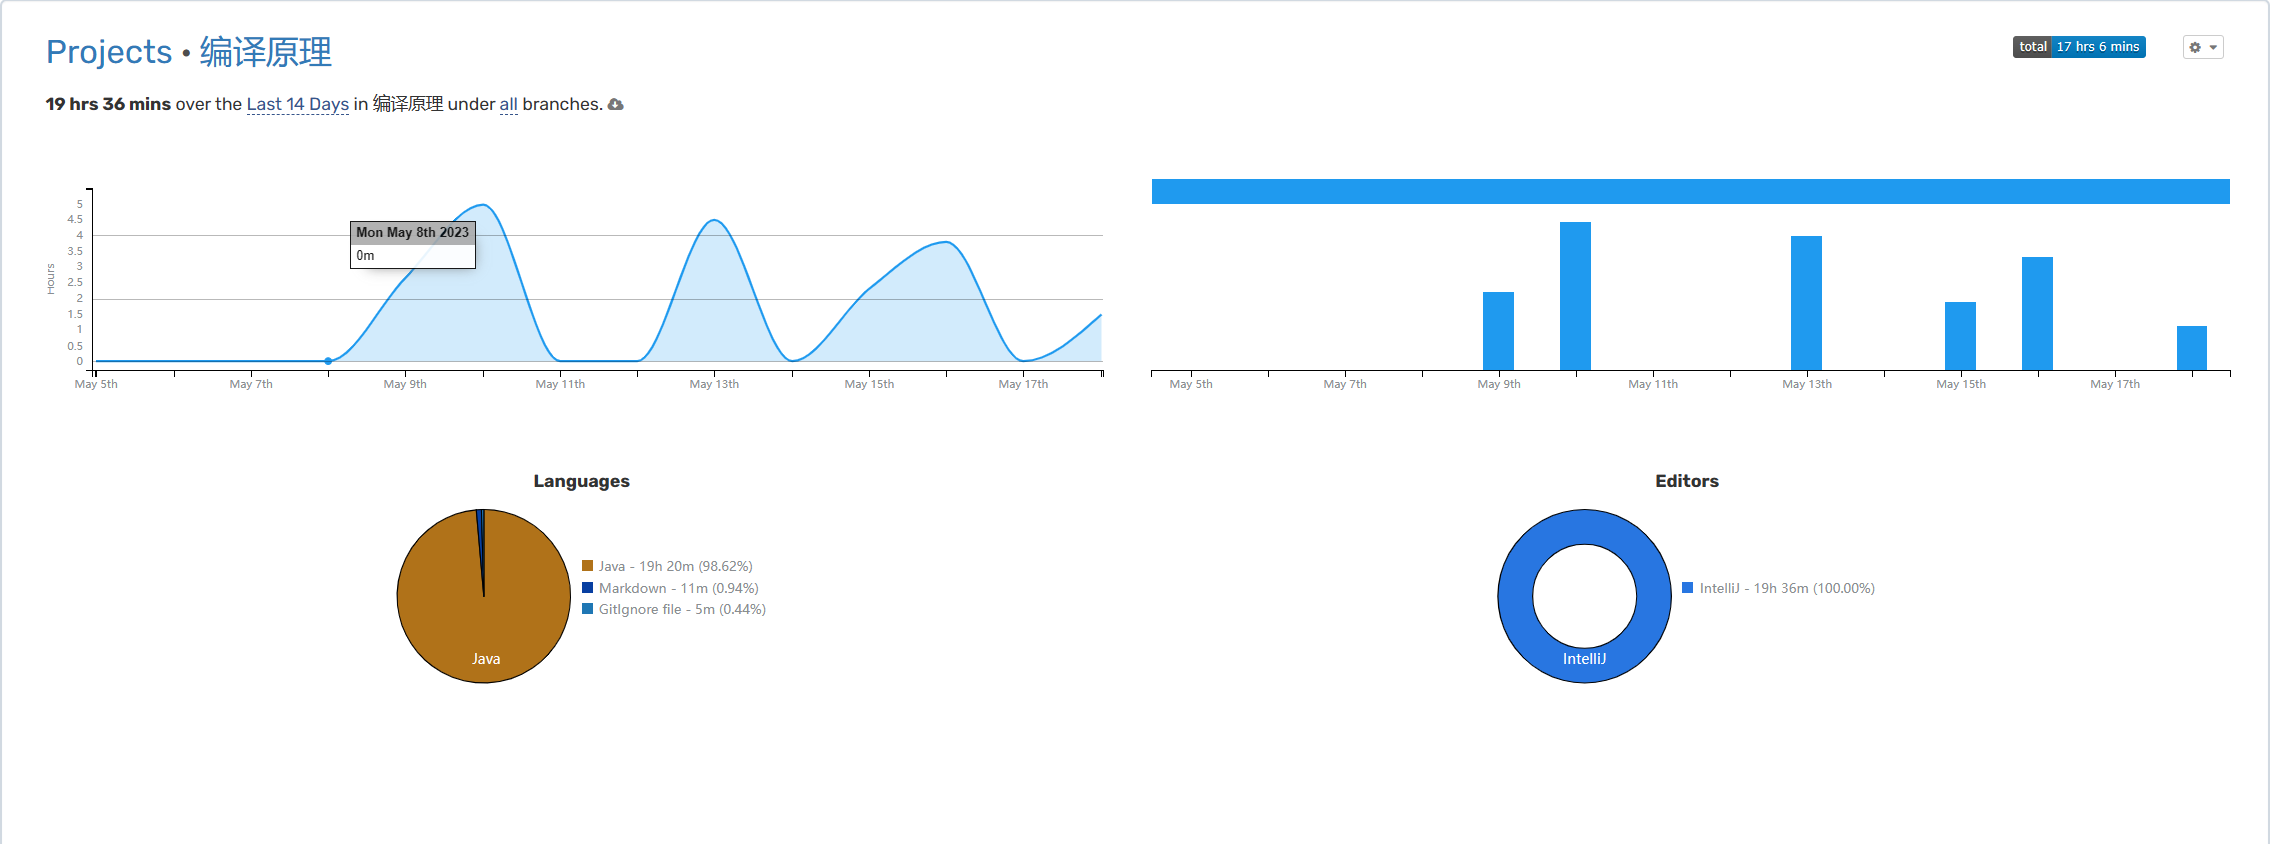 Projects • 编译原理
total 17 hrs 6 mins
19 hrs 36 mins over the Last 14 Days in 编译原理 under all branches.
Hours
5
4.5
4
3.5
3
2.5
2
1.5
1
0.5
0
Mon May 8th 2023
0m
May 5th May 7th May 9th May 11th May 13th May 15th May 17th
May 5th May 7th May 9th May 11th May 13th May 15th May 17th
Languages
Java
Java - 19h 20m (98.62%)
Markdown - 11m (0.94%)
GitIgnore file - 5m (0.44%)
Editors
IntelliJ
IntelliJ - 19h 36m (100.00%)